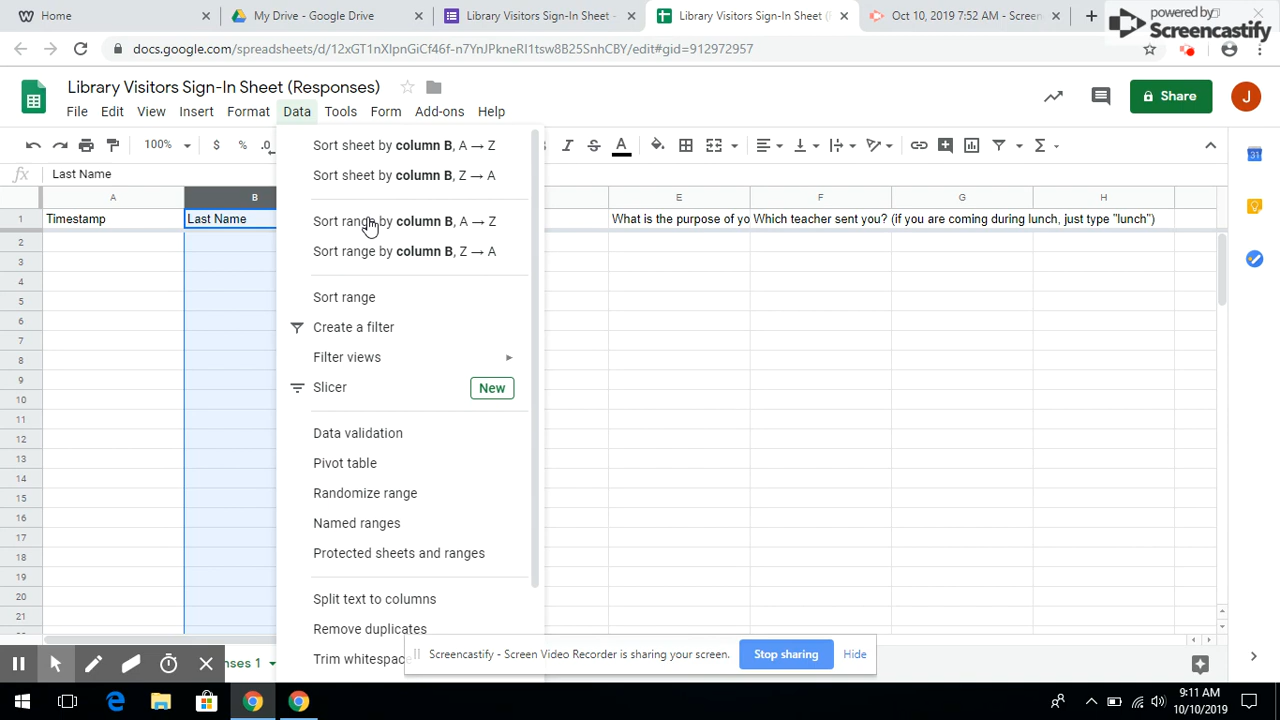 Home
My Drive - Google Drive
Library Visitors Sign-In Sheet -
Library Visitors Sign-In Sheet (
Oct 10, 2019 7:52 AM - Screen
powered by
Screencastify
docs.google.com/spreadsheets/d/12xGT1nXIpnGiCf46f-n7YnJPkneRI1tsw8B25SnhCBY/edit#gid=912972957
Library Visitors Sign-In Sheet (Responses)
File Edit View Insert Format Data Tools Form Add-ons Help
Share
J
100% $ % .0
fx Last Name
A B E F G H
1 Timestamp Last Name What is the purpose of yo Which teacher sent you? (if you are coming during lunch, just type "lunch")
2
3
4
5
6
7
8
9
10
11
12
13
14
15
16
17
18
19
20
21
Sort sheet by column B, A → Z
Sort sheet by column B, Z → A
Sort range by column B, A → Z
Sort range by column B, Z → A
Sort range
Create a filter
Filter views
Slicer New
Data validation
Pivot table
Randomize range
Named ranges
Protected sheets and ranges
Split text to columns
Remove duplicates
Trim whitespace
31
Screencastify - Screen Video Recorder is sharing your screen.
Stop sharing
Hide
nses 1
9:11 AM
10/10/2019